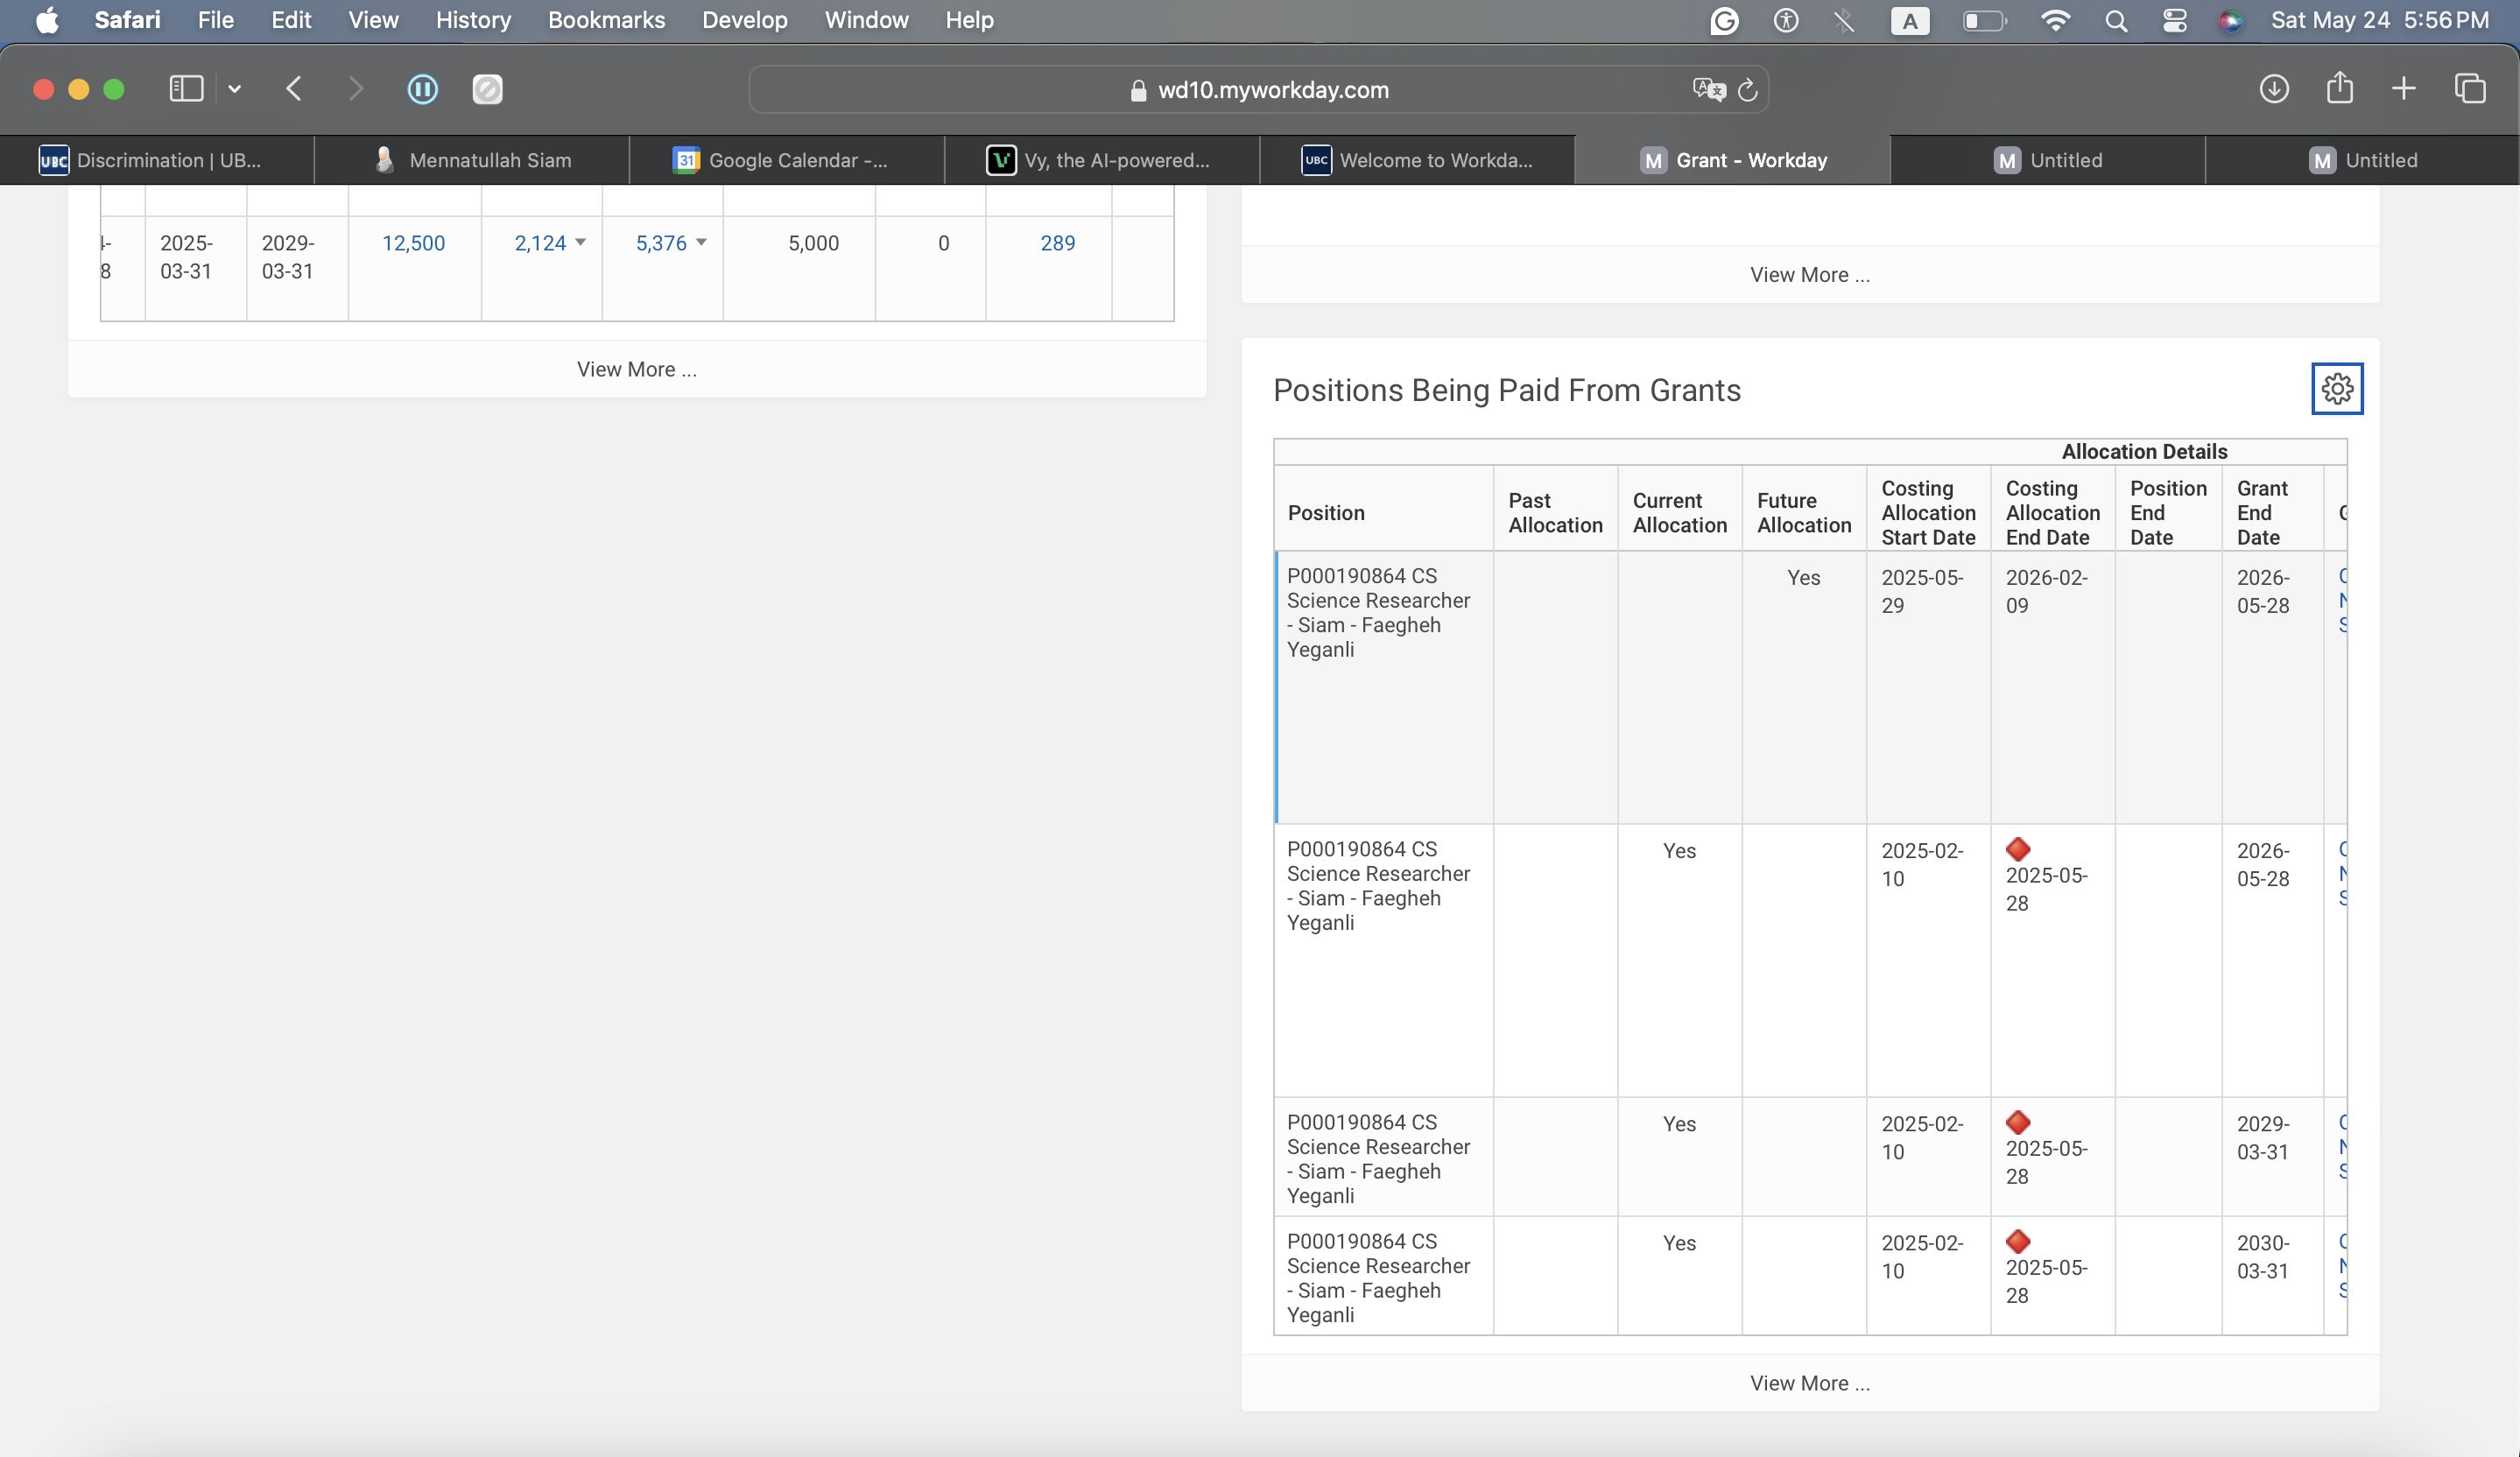 Safari File Edit View History Bookmarks Develop Window Help
A
Sat May 24 5:56 PM
wd10.myworkday.com
UBC Discrimination | UB...
Mennatullah Siam
31 Google Calendar -...
Vy, the AI-powered...
UBC Welcome to Workda...
M Grant - Workday
M Untitled
M Untitled
8
2025-
03-31
2029-
03-31
12,500
2,124
5,376
5,000
0
289
View More ...
View More ...
Positions Being Paid From Grants
Allocation Details
Position
Past
Allocation
Current
Allocation
Future
Allocation
Costing
Allocation
Start Date
Costing
Allocation
End Date
Position
End
Date
Grant
End
Date
P000190864 CS
Science Researcher
- Siam - Faegheh
Yeganli
Yes
2025-05-
29
2026-02-
09
2026-
05-28
P000190864 CS
Science Researcher
- Siam - Faegheh
Yeganli
Yes
2025-02-
10
2025-05-
28
2026-
05-28
P000190864 CS
Science Researcher
- Siam - Faegheh
Yeganli
Yes
2025-02-
10
2025-05-
28
2029-
03-31
P000190864 CS
Science Researcher
- Siam - Faegheh
Yeganli
Yes
2025-02-
10
2025-05-
28
2030-
03-31
View More ...